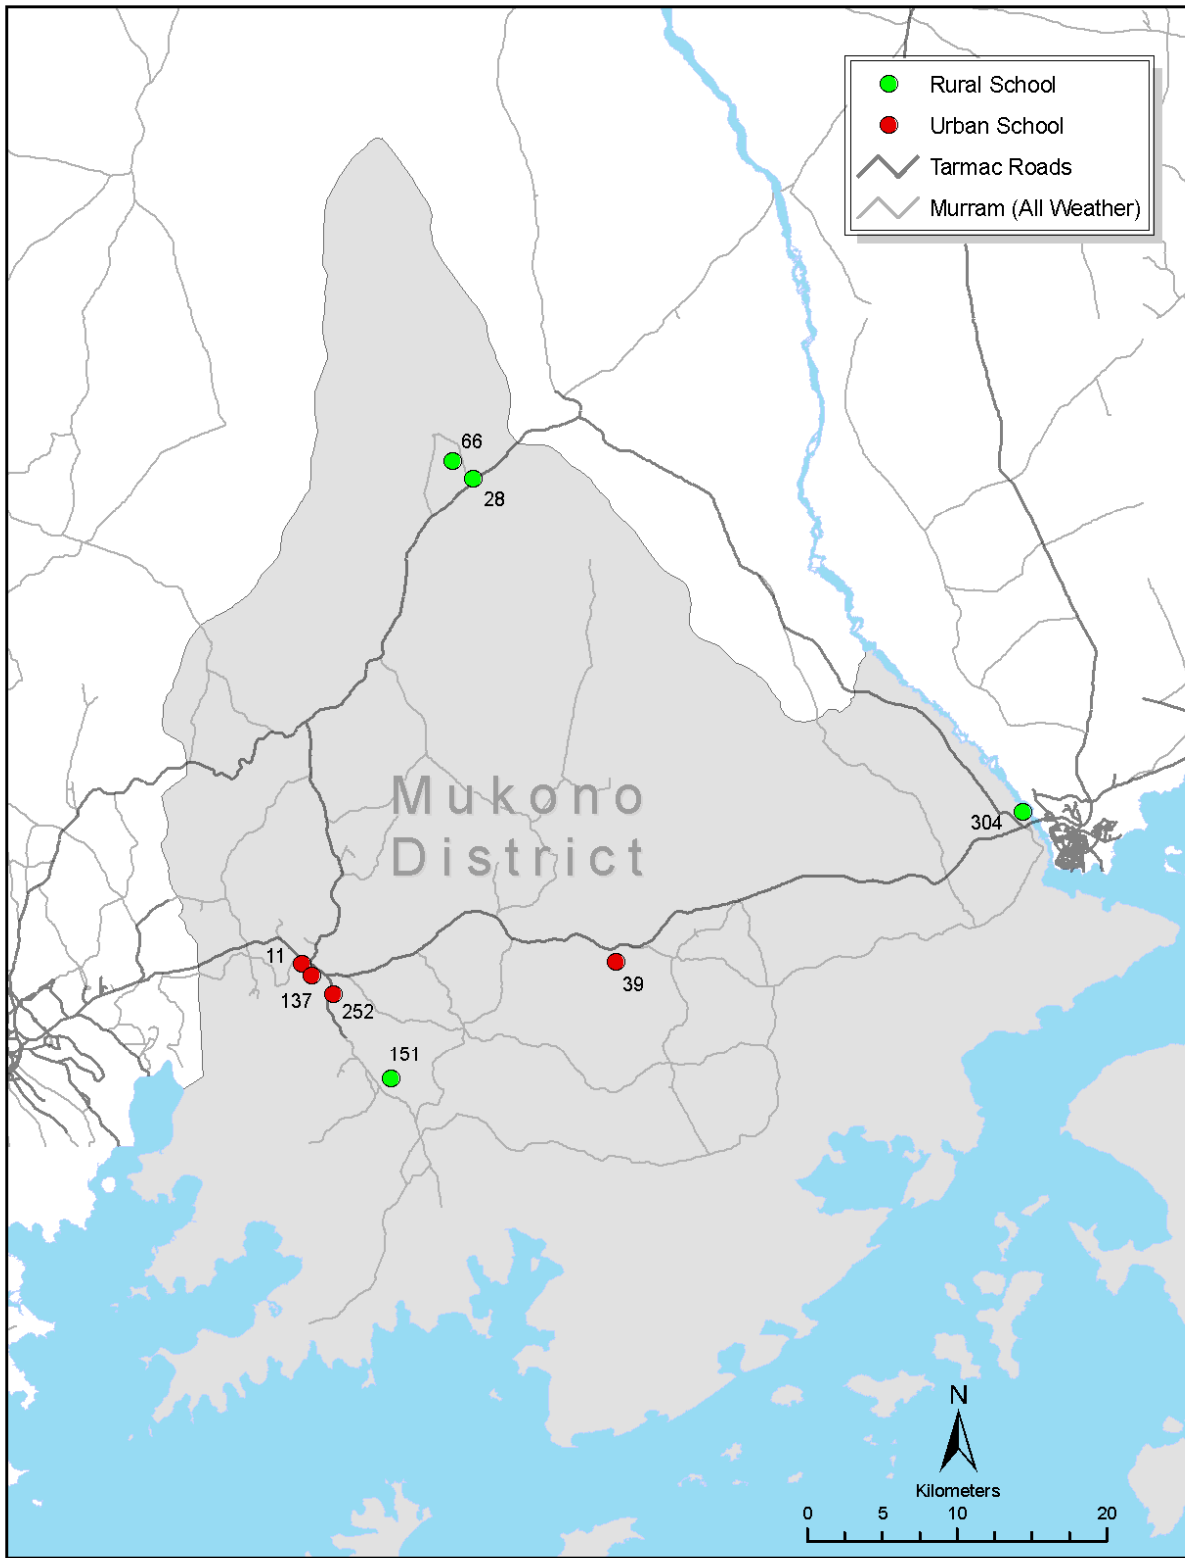 Rural School
Urban School
Tarmac Roads
Murram (All Weather)
66
28
Mukono
District
304
11
137
252
39
151
N
Kilometers
0 5 10 20